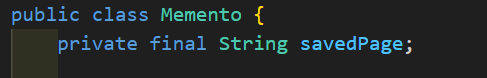 public class Memento {
    private final String savedPage;